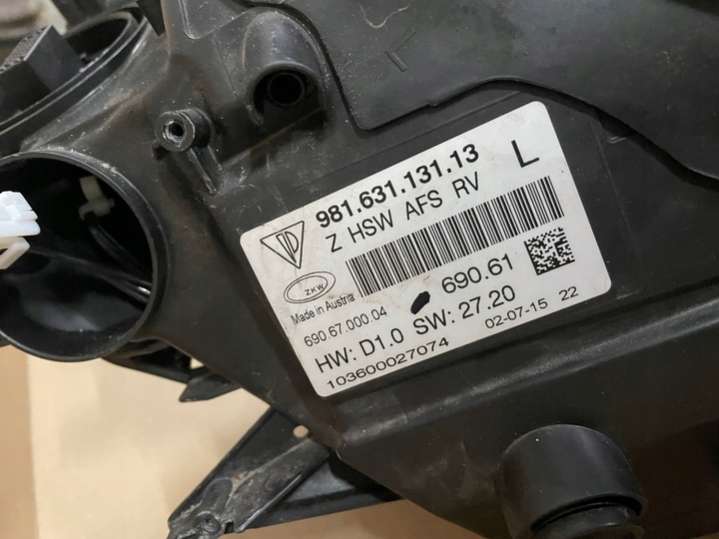 981.631.131.13 L
Z HSW AFS RV
ZKW
Made in Austria
690.61
690 67.000 04
HW: D1.0 SW: 27.20
02-07-15 22
103600027074